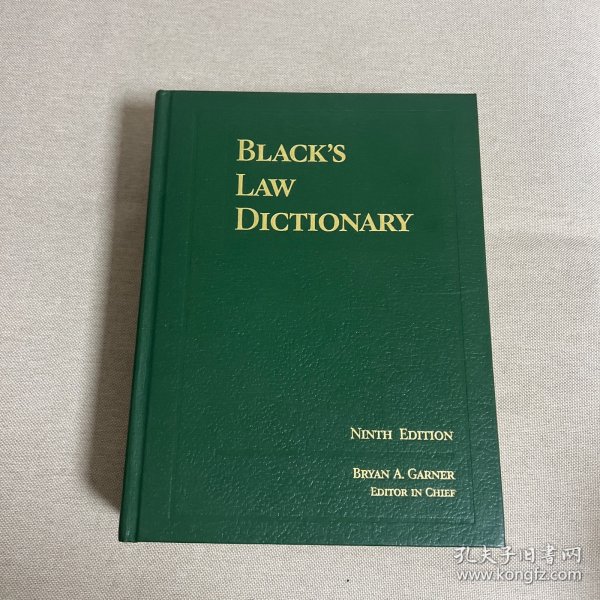 BLACK'S
LAW
DICTIONARY
NINTH EDITION
BRYAN A. GARNER
EDITOR IN CHIEF
孔夫子旧书网
www.kongfz.com